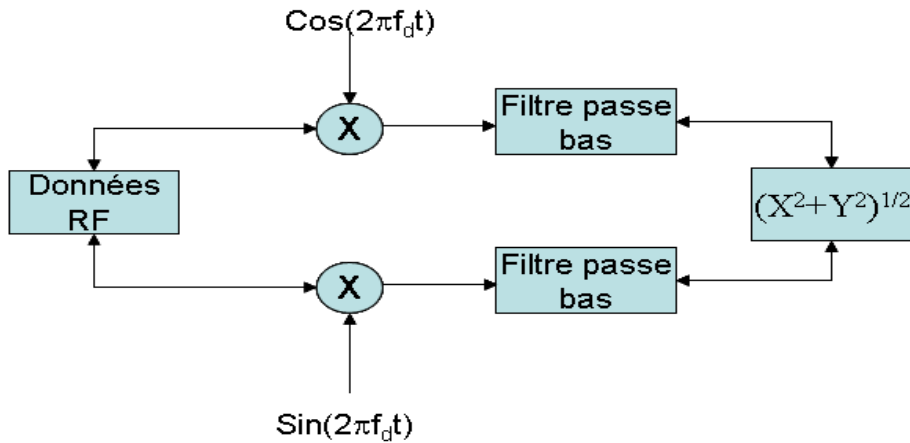 Cos(2πf_dt)
X
Filtre passe
bas
Données
RF
(X²+Y²)^{1/2}
X
Filtre passe
bas
Sin(2πf_dt)